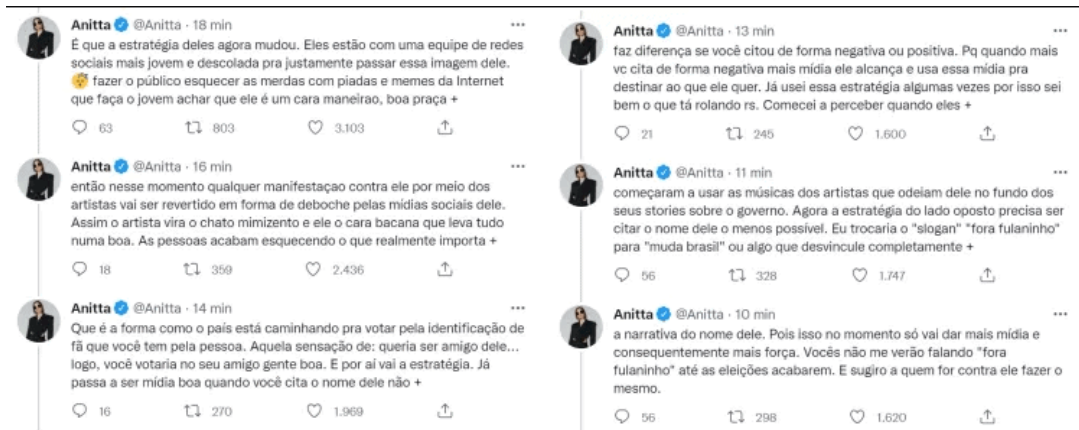 Anitta @Anitta · 18 min
É que a estratégia deles agora mudou. Eles estão com uma equipe de redes
sociais mais jovem e descolada pra justamente passar essa imagem dele.
fazer o público esquecer as merdas com piadas e memes da Internet
que faça o jovem achar que ele é um cara maneirao, boa praça +
63 803 3.103
Anitta @Anitta · 16 min
então nesse momento qualquer manifestaçao contra ele por meio dos
artistas vai ser revertido em forma de deboche pelas mídias sociais dele.
Assim o artista vira o chato mimizento e ele o cara bacana que leva tudo
numa boa. As pessoas acabam esquecendo o que realmente importa +
18 359 2.436
Anitta @Anitta · 14 min
Que é a forma como o país está caminhando pra votar pela identificação de
fã que você tem pela pessoa. Aquela sensação de: queria ser amigo dele...
logo, você votaria no seu amigo gente boa. E por aí vai a estratégia. Já
passa a ser mídia boa quando você cita o nome dele não +
16 270 1.969
Anitta @Anitta · 13 min
faz diferença se você citou de forma negativa ou positiva. Pq quando mais
vc cita de forma negativa mais mídia ele alcança e usa essa mídia pra
destinar ao que ele quer. Já usei essa estratégia algumas vezes por isso sei
bem o que tá rolando rs. Comecei a perceber quando eles +
21 245 1.600
Anitta @Anitta · 11 min
começaram a usar as músicas dos artistas que odeiam dele no fundo dos
seus stories sobre o governo. Agora a estratégia do lado oposto precisa ser
citar o nome dele o menos possível. Eu trocaria o "slogan" "fora fulaninho"
para "muda brasil" ou algo que desvincule completamente +
56 328 1.747
Anitta @Anitta · 10 min
a narrativa do nome dele. Pois isso no momento só vai dar mais mídia e
consequentemente mais força. Vocês não me verão falando "fora
fulaninho" até as eleições acabarem. E sugiro a quem for contra ele fazer o
mesmo.
56 298 1.620